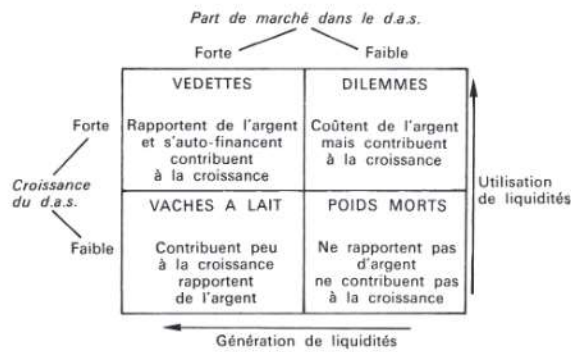 Part de marché dans le d.a.s.
Forte
Faible
VEDETTES
Rapportent de l'argent
et s'auto-financent
contribuent
à la croissance
DILEMMES
Coûtent de l'argent
mais contribuent
à la croissance
Forte
Croissance
du d.a.s.
Faible
VACHES A LAIT
Contribuent peu
à la croissance
rapportent
de l'argent
POIDS MORTS
Ne rapportent pas
d'argent
ne contribuent pas
à la croissance
Utilisation
de liquidités
Génération de liquidités